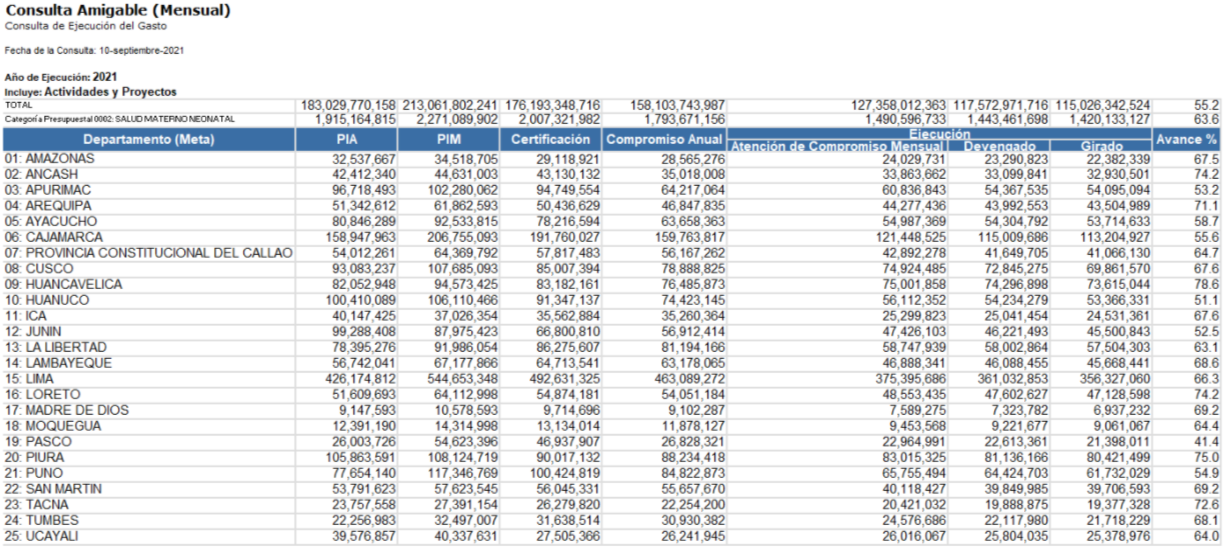 Consulta Amigable (Mensual)
Consulta de Ejecución del Gasto
Fecha de la Consulta: 10-septiembre-2021
Año de Ejecución: 2021
Incluye: Actividades y Proyectos
TOTAL 183,029,770,158 213,061,802,241 176,193,348,716 158,103,743,987 127,358,012,363 117,572,971,716 115,026,342,524 55.2
Categoría Presupuestal 0002: SALUD MATERNO NEONATAL 1,915,164,815 2,271,089,902 2,007,321,982 1,793,671,156 1,490,596,733 1,443,461,698 1,420,133,127 63.6
Departamento (Meta) PIA PIM Certificación Compromiso Anual Ejecución Avance %
Atención de Compromiso Mensual Devengado Girado
01: AMAZONAS 32,537,667 34,518,705 29,118,921 28,565,276 24,029,731 23,290,823 22,382,339 67.5
02: ANCASH 42,412,340 44,631,003 43,130,132 35,018,008 33,863,662 33,099,841 32,930,501 74.2
03: APURIMAC 96,718,493 102,280,062 94,749,554 64,217,064 60,836,843 54,367,535 54,095,094 53.2
04: AREQUIPA 51,342,612 61,862,593 50,436,629 46,847,835 44,277,436 43,992,553 43,504,989 71.1
05: AYACUCHO 80,846,289 92,533,815 78,216,594 63,658,363 54,987,369 54,304,792 53,714,633 58.7
06: CAJAMARCA 158,947,963 206,755,093 191,760,027 159,763,817 121,448,525 115,009,686 113,204,927 55.6
07: PROVINCIA CONSTITUCIONAL DEL CALLAO 54,012,261 64,369,792 57,817,483 56,167,262 42,892,278 41,649,705 41,066,130 64.7
08: CUSCO 93,083,237 107,685,093 85,007,394 78,888,825 74,924,485 72,845,275 69,861,570 67.6
09: HUANCAVELICA 82,052,948 94,573,425 83,182,161 76,485,873 75,001,858 74,296,898 73,615,044 78.6
10: HUANUCO 100,410,089 106,110,466 91,347,137 74,423,145 56,112,352 54,234,279 53,366,331 51.1
11: ICA 40,147,425 37,026,354 35,562,884 35,260,364 25,299,823 25,041,454 24,531,361 67.6
12: JUNIN 99,288,408 87,975,423 66,800,810 56,912,414 47,426,103 46,221,493 45,500,843 52.5
13: LA LIBERTAD 78,395,276 91,986,054 86,275,607 81,194,166 58,747,939 58,002,864 57,504,303 63.1
14: LAMBAYEQUE 56,742,041 67,177,866 64,713,541 63,178,065 46,888,341 46,088,455 45,668,441 68.6
15: LIMA 426,174,812 544,653,348 492,631,325 463,089,272 375,395,686 361,032,853 356,327,060 66.3
16: LORETO 51,609,693 64,112,998 54,874,181 54,051,184 48,553,435 47,602,627 47,128,598 74.2
17: MADRE DE DIOS 9,147,593 10,578,593 9,714,696 9,102,287 7,589,275 7,323,782 6,937,232 69.2
18: MOQUEGUA 12,391,190 14,314,998 13,134,014 11,878,127 9,453,568 9,221,677 9,061,067 64.4
19: PASCO 26,003,726 54,623,396 46,937,907 26,828,321 22,964,991 22,613,361 21,398,011 41.4
20: PIURA 105,863,591 108,124,719 90,017,132 88,234,418 83,015,325 81,136,166 80,421,499 75.0
21: PUNO 77,654,140 117,346,769 100,424,819 84,822,873 65,755,494 64,424,703 61,732,029 54.9
22: SAN MARTIN 53,791,623 57,623,545 56,045,331 55,657,670 40,118,427 39,849,985 39,706,593 69.2
23: TACNA 23,757,558 27,391,154 26,279,820 22,254,200 20,421,032 19,888,875 19,377,328 72.6
24: TUMBES 22,256,983 32,497,007 31,638,514 30,930,382 24,576,686 22,117,980 21,718,229 68.1
25: UCAYALI 39,576,857 40,337,631 27,505,366 26,241,945 26,016,067 25,804,035 25,378,976 64.0